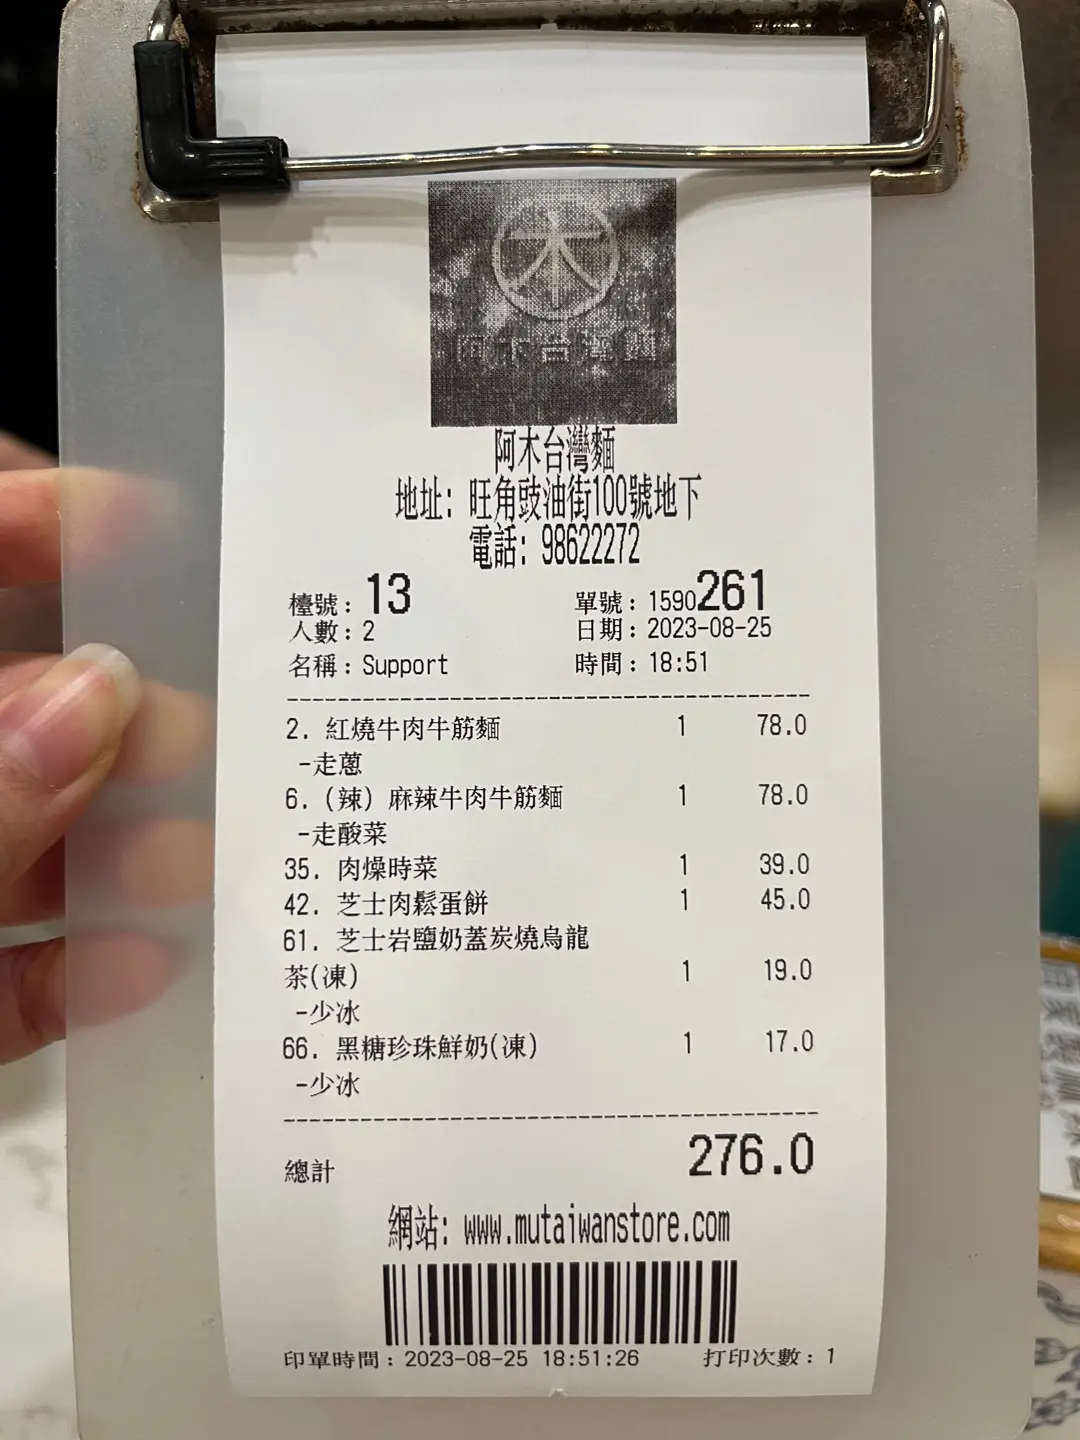 阿木台灣麵
地址: 旺角豉油街100號地下
電話: 98622272
檯號: 13 單號: 1590261
人數: 2 日期: 2023-08-25
名稱: Support 時間: 18:51
2. 紅燒牛肉牛筋麵 1 78.0
-走蔥
6. (辣) 麻辣牛肉牛筋麵 1 78.0
-走酸菜
35. 肉燥時菜 1 39.0
42. 芝士肉鬆蛋餅 1 45.0
61. 芝士岩鹽奶蓋炭燒烏龍
茶(凍) 1 19.0
-少冰
66. 黑糖珍珠鮮奶(凍) 1 17.0
-少冰
總計 276.0
網站: www.mutaiwanstore.com
印單時間: 2023-08-25 18:51:26 打印次數: 1